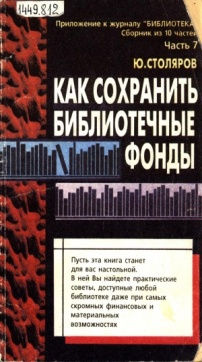 1449.812
Приложение к журналу "БИБЛИОТЕКА"
Сборник из 10 частей
Часть 7
Ю.СТОЛЯРОВ
КАК СОХРАНИТЬ
БИБЛИОТЕЧНЫЕ
ФОНДЫ
Пусть эта книга станет
для вас настольной.
В ней Вы найдете практические
советы, доступные любой
библиотеке даже при самых
скромных финансовых и
материальных
возможностях